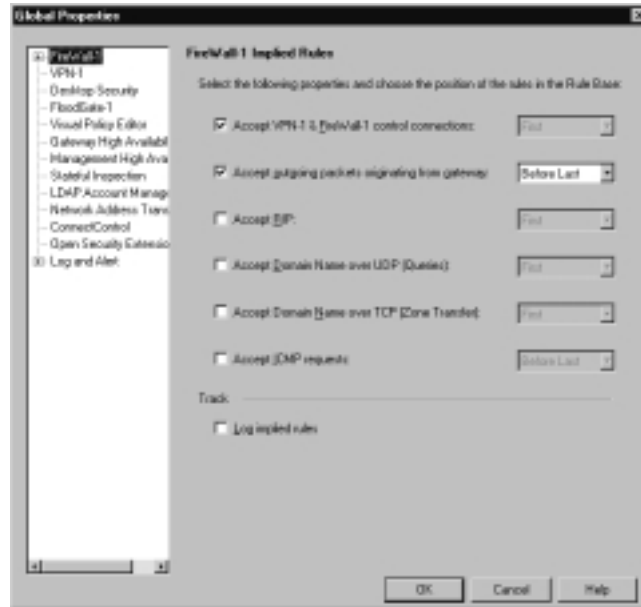 Global Properties
FireWall-1
VPN-1
Desktop Security
FloodGate-1
Visual Policy Editor
Gateway High Availabil
Management High Ava
Stateful Inspection
LDAP Account Manage
Network Address Trans
ConnectControl
Open Security Extensio
Log and Alert
FireWall-1 Implied Rules
Select the following properties and choose the position of the rules in the Rule Base:
Accept VPN-1 & FireWall-1 control connections: First
Accept outgoing packets originating from gateway: Before Last
Accept RIP: First
Accept Domain Name over UDP (Queries): First
Accept Domain Name over TCP (Zone Transfer): First
Accept ICMP requests: Before Last
Track
Log implied rules
OK Cancel Help